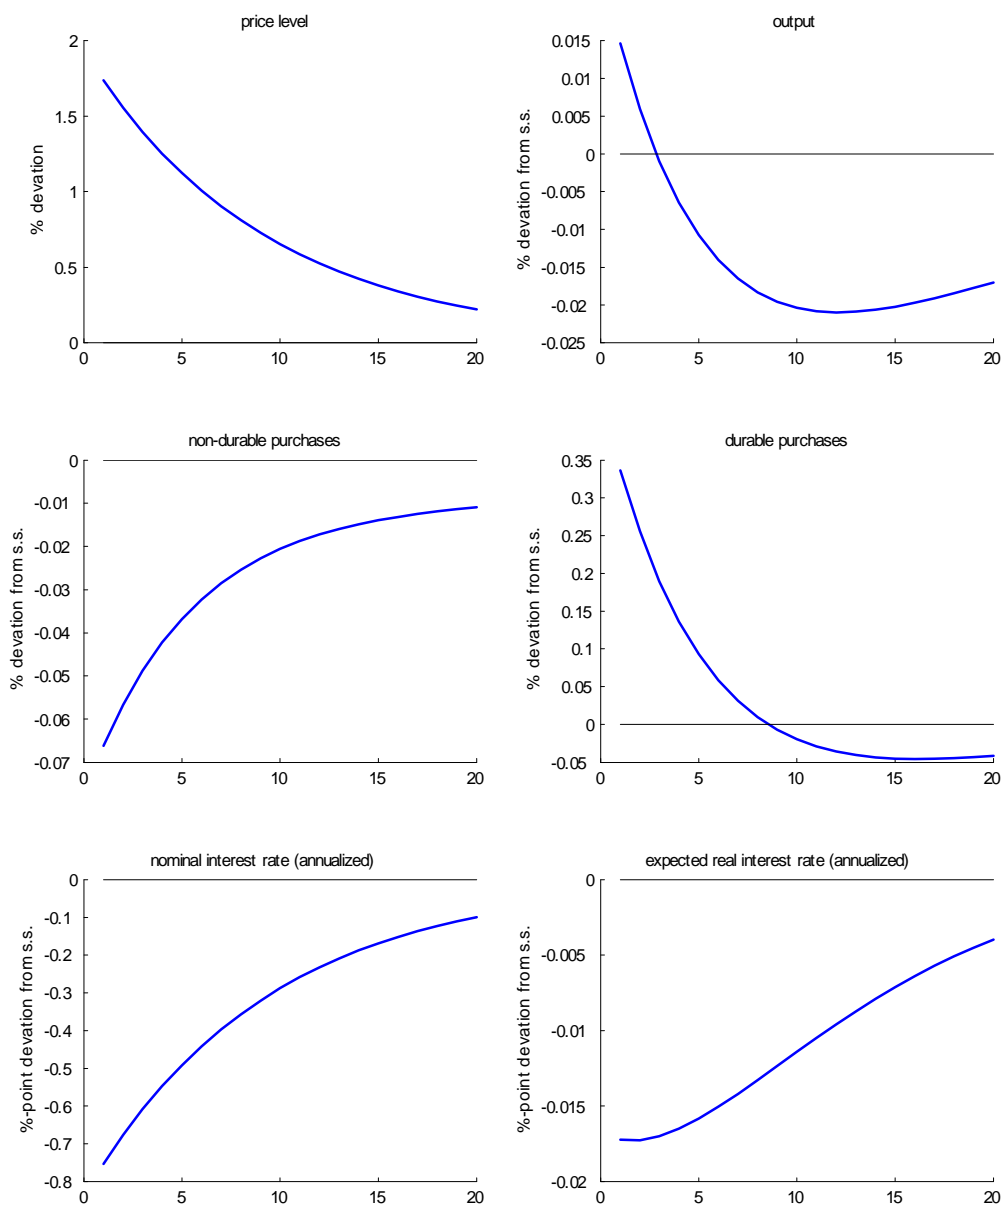 price level
% devation
2
1.5
1
0.5
0
0 5 10 15 20
output
% devation from s.s.
0.015
0.01
0.005
0
-0.005
-0.01
-0.015
-0.02
-0.025
0 5 10 15 20
non-durable purchases
% devation from s.s.
0
-0.01
-0.02
-0.03
-0.04
-0.05
-0.06
-0.07
0 5 10 15 20
durable purchases
% devation from s.s.
0.35
0.3
0.25
0.2
0.15
0.1
0.05
0
-0.05
0 5 10 15 20
nominal interest rate (annualized)
%-point devation from s.s.
0
-0.1
-0.2
-0.3
-0.4
-0.5
-0.6
-0.7
-0.8
0 5 10 15 20
expected real interest rate (annualized)
%-point devation from s.s.
0
-0.005
-0.01
-0.015
-0.02
0 5 10 15 20